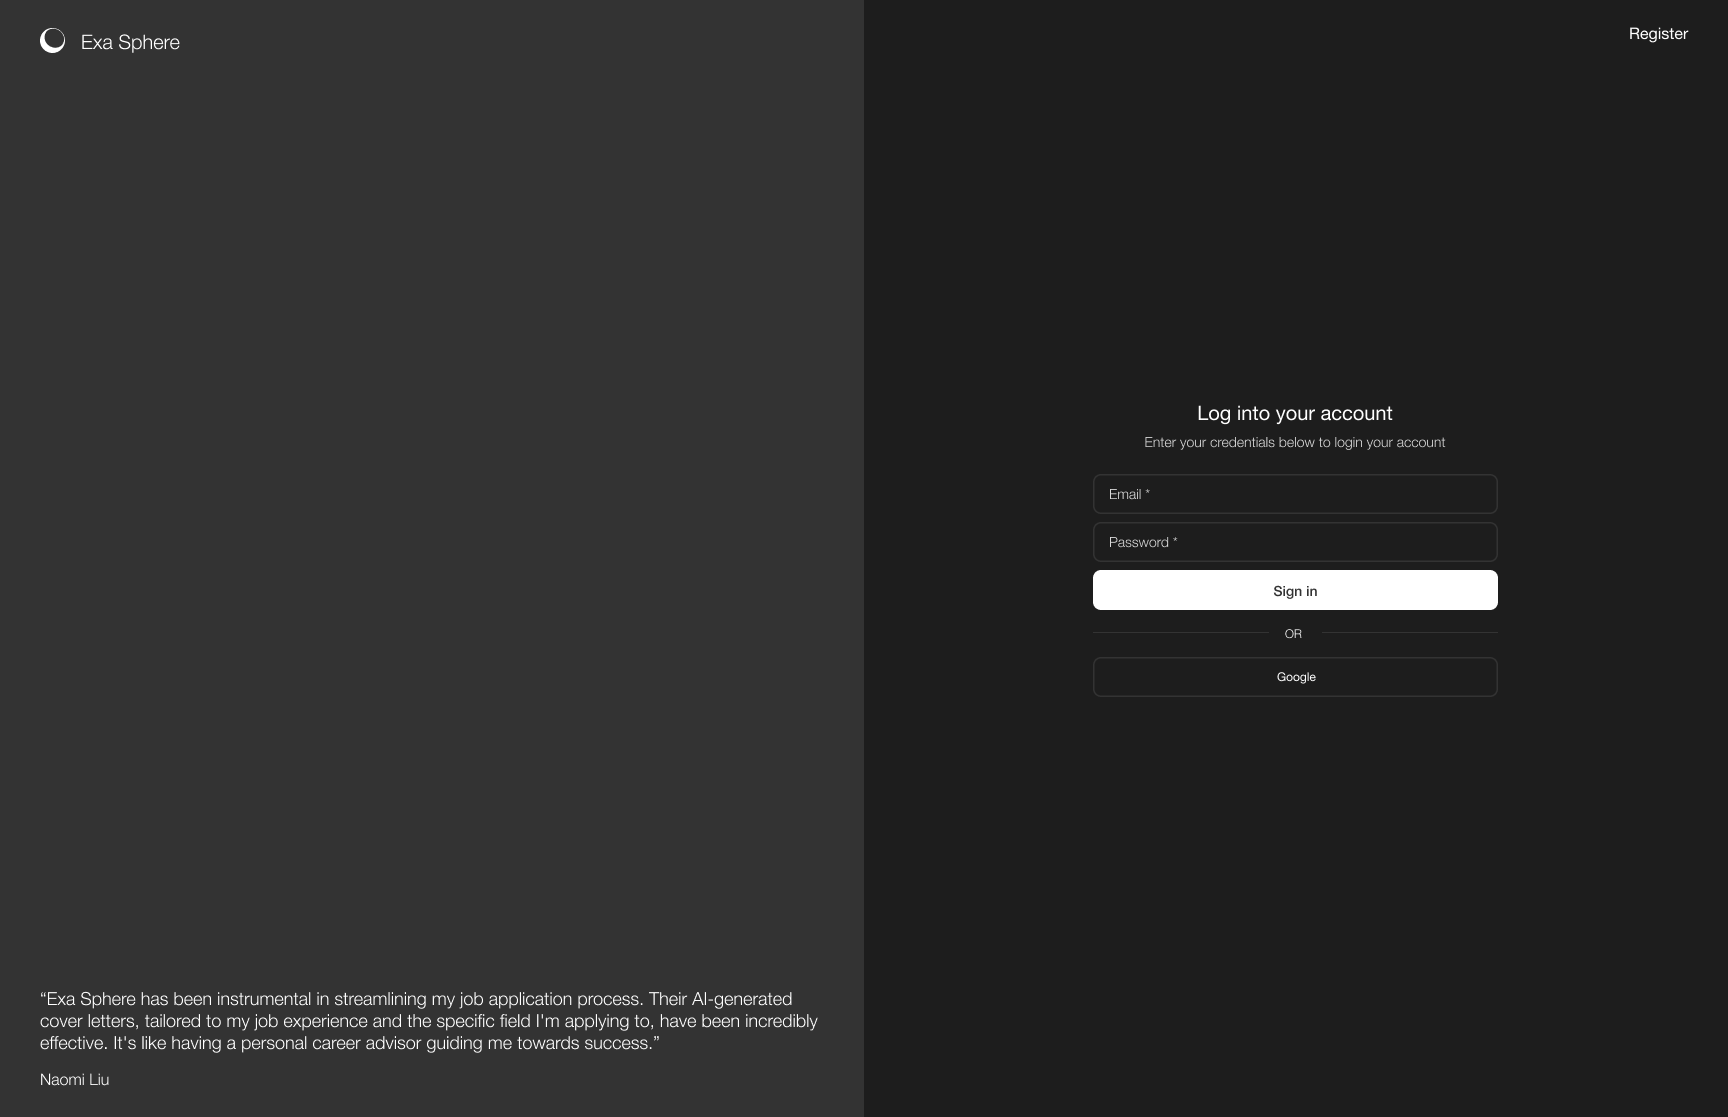 Exa Sphere
Register
Log into your account
Enter your credentials below to login your account
Email *
Password *
Sign in
OR
Google
“Exa Sphere has been instrumental in streamlining my job application process. Their AI-generated
cover letters, tailored to my job experience and the specific field I'm applying to, have been incredibly
effective. It's like having a personal career advisor guiding me towards success.”
Naomi Liu